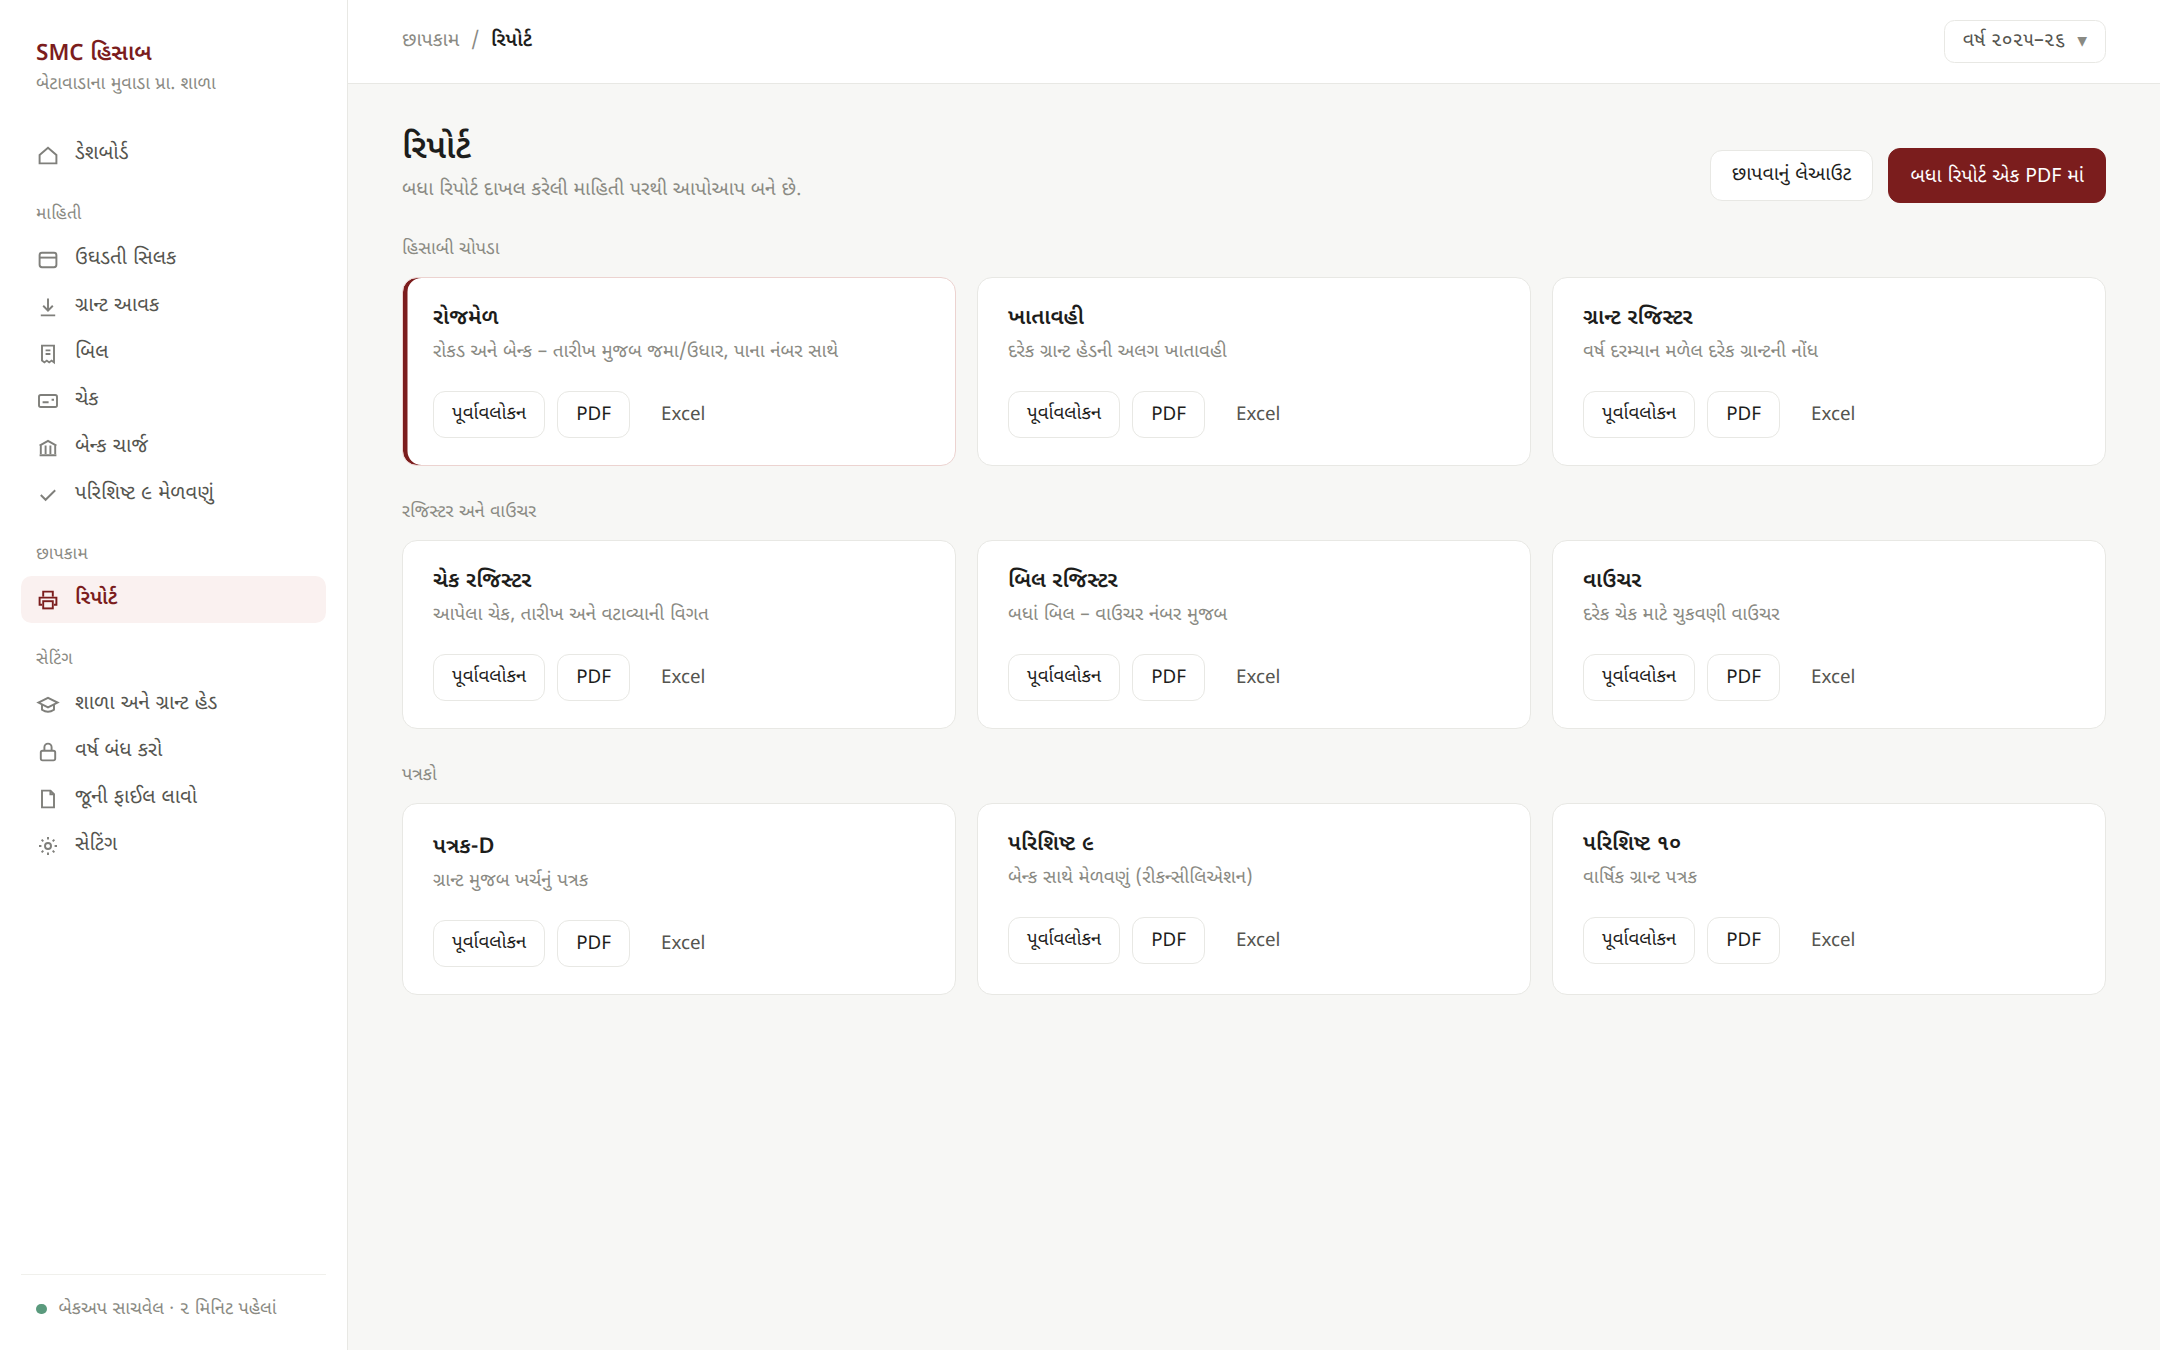 SMC હિસાબ
બેટાવાડાના મુવાડા પ્રા. શાળા
ડેશબોર્ડ
માહિતી
ઉઘડતી સિલક
ગ્રાન્ટ આવક
બિલ
ચેક
બેન્ક ચાર્જ
પરિશિષ્ટ ૯ મેળવણું
છાપકામ
રિપોર્ટ
સેટિંગ
શાળા અને ગ્રાન્ટ હેડ
વર્ષ બંધ કરો
જૂની ફાઈલ લાવો
સેટિંગ
બેકઅપ સાચવેલ · ૨ મિનિટ પહેલાં
છાપકામ / રિપોર્ટ
વર્ષ ૨૦૨૫–૨૬ ▼
રિપોર્ટ
બધા રિપોર્ટ દાખલ કરેલી માહિતી પરથી આપોઆપ બને છે.
છાપવાનું લેઆઉટ
બધા રિપોર્ટ એક PDF માં
હિસાબી ચોપડા
રોજમેળ
રોકડ અને બેન્ક – તારીખ મુજબ જમા/ઉધાર, પાના નંબર સાથે
પૂર્વાવલોકન PDF Excel
ખાતાવહી
દરેક ગ્રાન્ટ હેડની અલગ ખાતાવહી
પૂર્વાવલોકન PDF Excel
ગ્રાન્ટ રજિસ્ટર
વર્ષ દરમ્યાન મળેલ દરેક ગ્રાન્ટની નોંધ
પૂર્વાવલોકન PDF Excel
રજિસ્ટર અને વાઉચર
ચેક રજિસ્ટર
આપેલા ચેક, તારીખ અને વટાવ્યાની વિગત
પૂર્વાવલોકન PDF Excel
બિલ રજિસ્ટર
બધાં બિલ – વાઉચર નંબર મુજબ
પૂર્વાવલોકન PDF Excel
વાઉચર
દરેક ચેક માટે ચુકવણી વાઉચર
પૂર્વાવલોકન PDF Excel
પત્રકો
પત્રક-D
ગ્રાન્ટ મુજબ ખર્ચનું પત્રક
પૂર્વાવલોકન PDF Excel
પરિશિષ્ટ ૯
બેન્ક સાથે મેળવણું (રીકન્સીલિએશન)
પૂર્વાવલોકન PDF Excel
પરિશિષ્ટ ૧૦
વાર્ષિક ગ્રાન્ટ પત્રક
પૂર્વાવલોકન PDF Excel